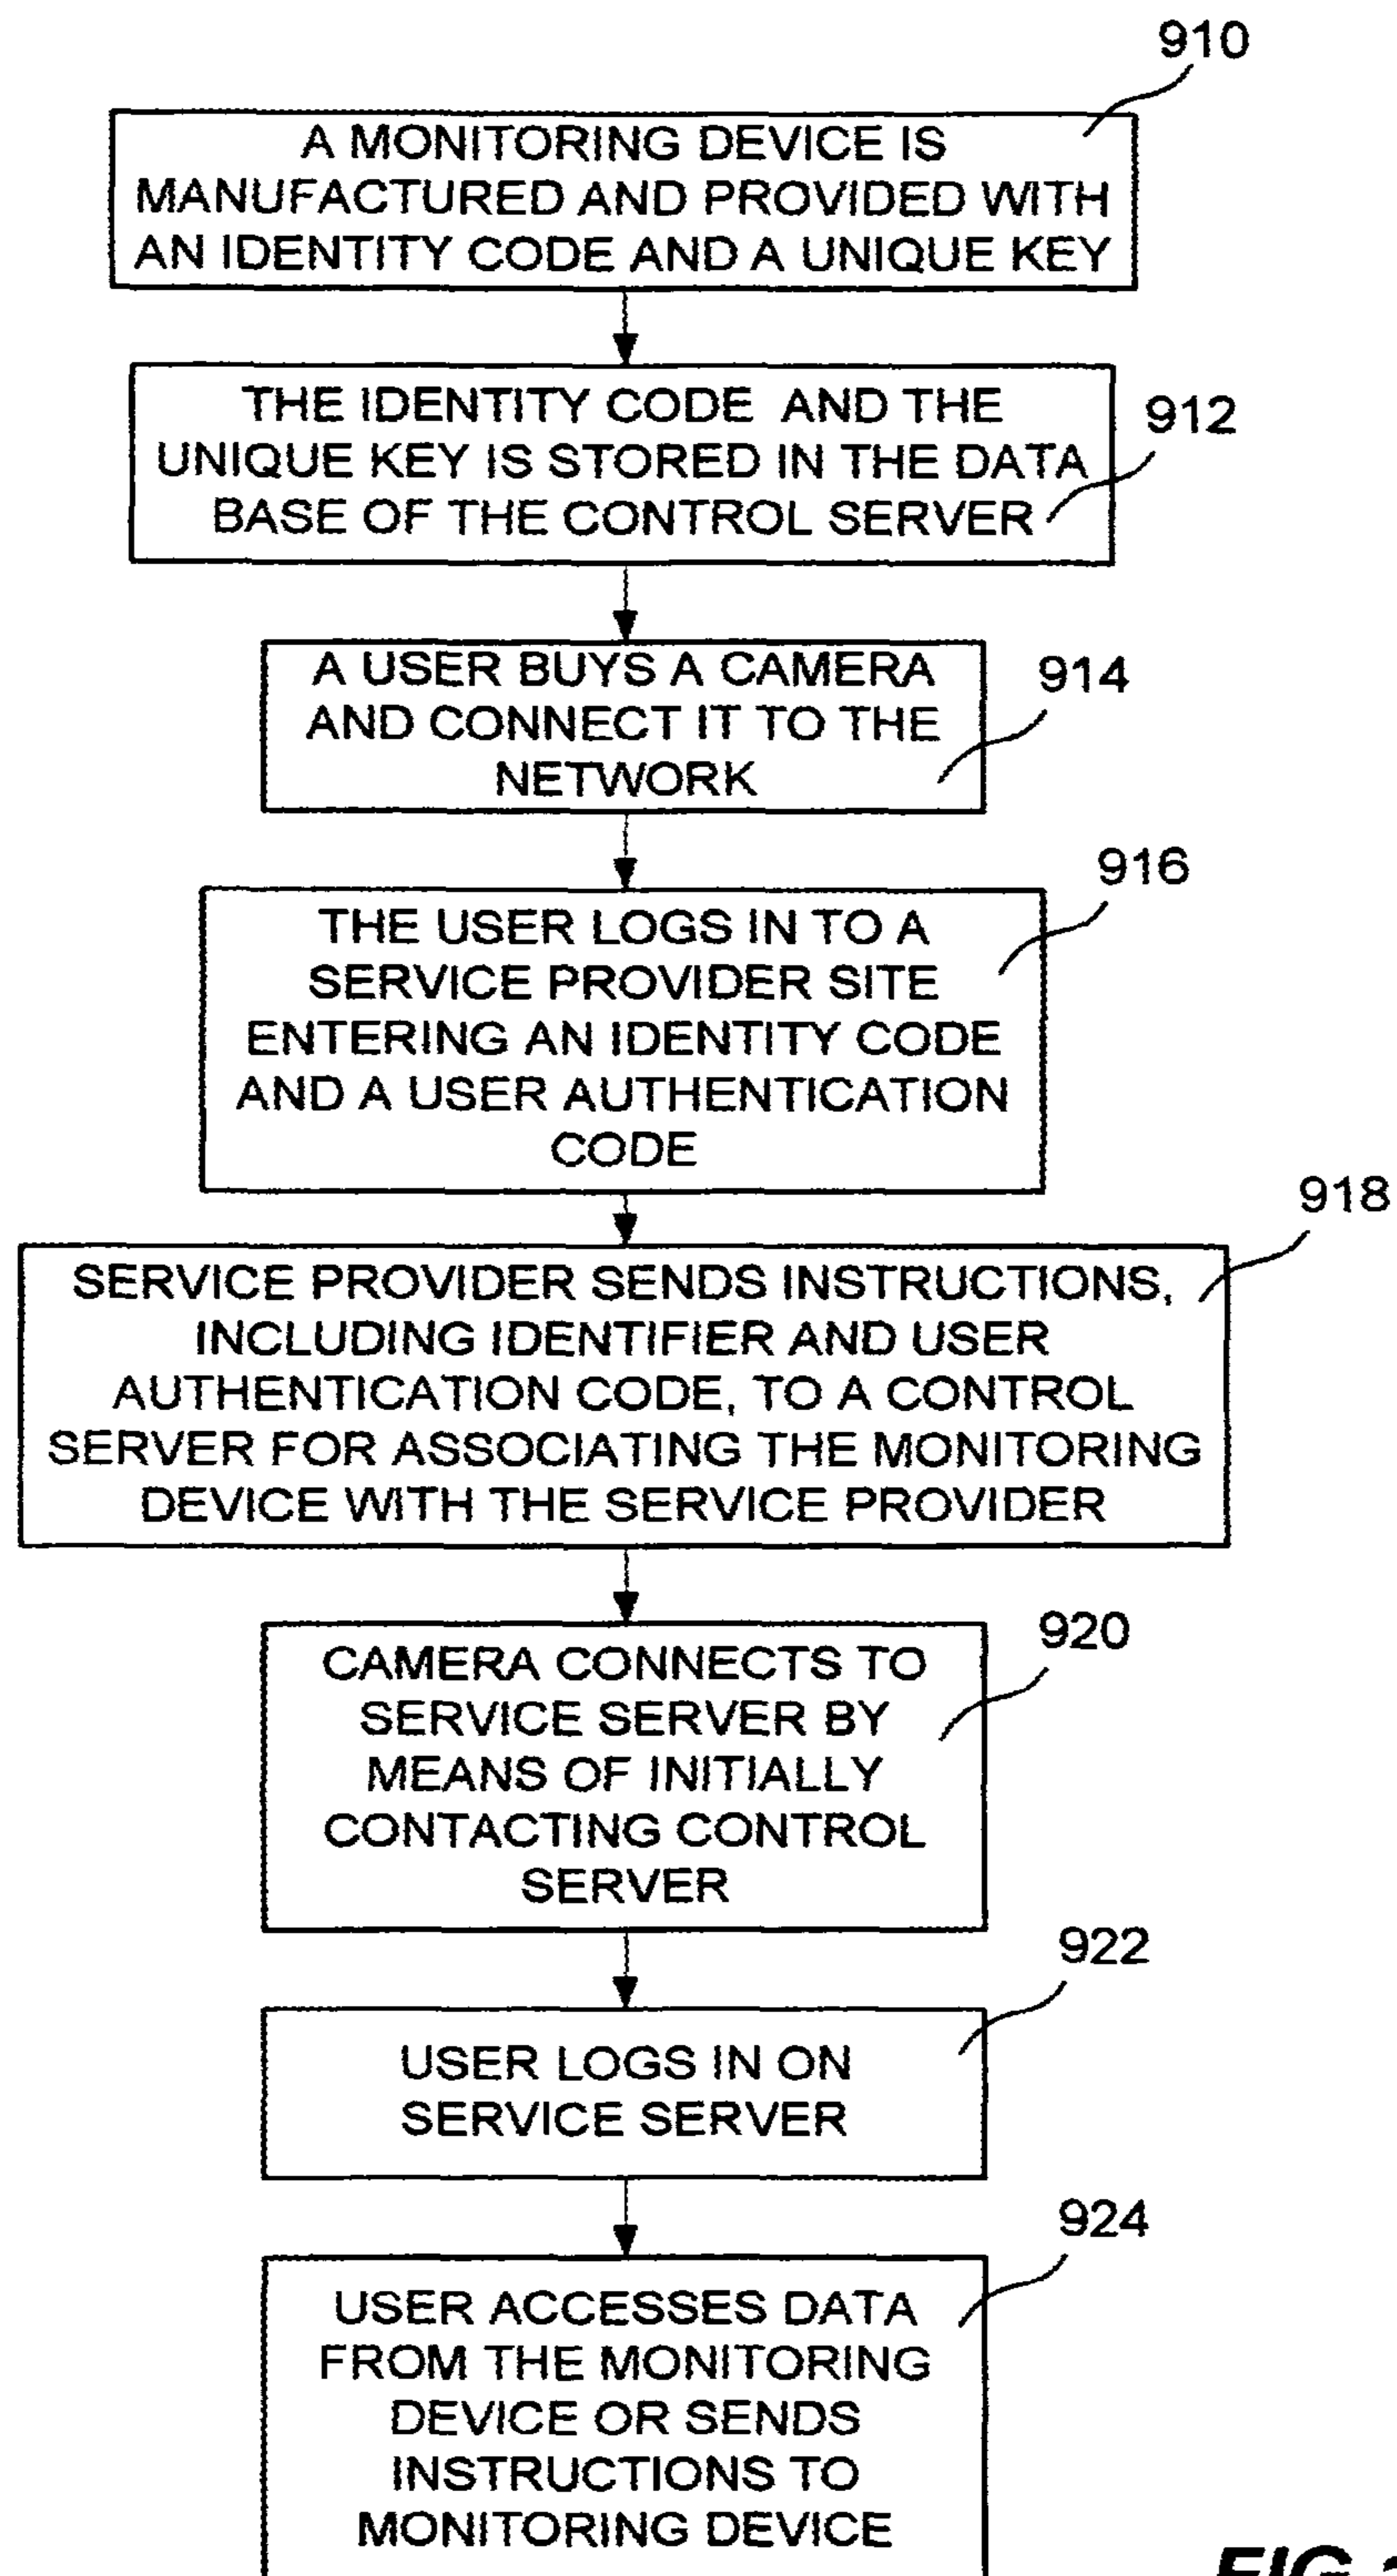 910
A MONITORING DEVICE IS
MANUFACTURED AND PROVIDED WITH
AN IDENTITY CODE AND A UNIQUE KEY
THE IDENTITY CODE AND THE
UNIQUE KEY IS STORED IN THE DATA
BASE OF THE CONTROL SERVER
912
A USER BUYS A CAMERA
AND CONNECT IT TO THE
NETWORK
914
916
THE USER LOGS IN TO A
SERVICE PROVIDER SITE
ENTERING AN IDENTITY CODE
AND A USER AUTHENTICATION
CODE
918
SERVICE PROVIDER SENDS INSTRUCTIONS,
INCLUDING IDENTIFIER AND USER
AUTHENTICATION CODE, TO A CONTROL
SERVER FOR ASSOCIATING THE MONITORING
DEVICE WITH THE SERVICE PROVIDER
920
CAMERA CONNECTS TO
SERVICE SERVER BY
MEANS OF INITIALLY
CONTACTING CONTROL
SERVER
922
USER LOGS IN ON
SERVICE SERVER
924
USER ACCESSES DATA
FROM THE MONITORING
DEVICE OR SENDS
INSTRUCTIONS TO
MONITORING DEVICE
FIG